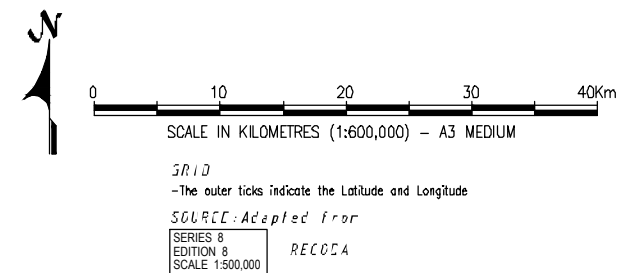 N
0 10 20 30 40Km
SCALE IN KILOMETRES (1:600,000) – A3 MEDIUM
GRID
-The outer ticks indicate the Latitude and Longitude
SOURCE: Adapted from
SERIES 8
EDITION 8
SCALE 1:500,000
RECODA